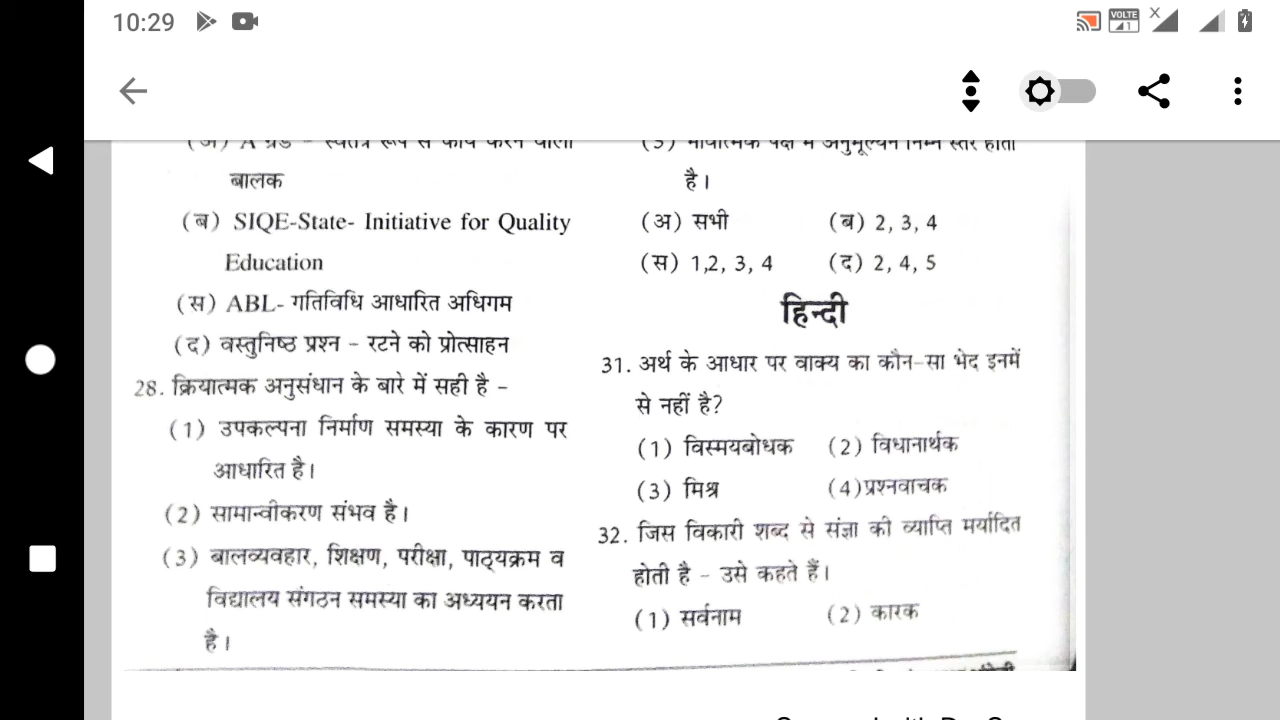 10:29
VOLTE
1
X
बालक
(ब) SIQE-State- Initiative for Quality
Education
(स) ABL- गतिविधि आधारित अधिगम
(द) वस्तुनिष्ठ प्रश्न - रटने को प्रोत्साहन
28. क्रियात्मक अनुसंधान के बारे में सही है -
(1) उपकल्पना निर्माण समस्या के कारण पर
आधारित है।
(2) सामान्वीकरण संभव है।
(3) बालव्यवहार, शिक्षण, परीक्षा, पाठ्यक्रम व
विद्यालय संगठन समस्या का अध्ययन करता
है।
है।
(अ) सभी (ब) 2, 3, 4
(स) 1,2, 3, 4 (द) 2, 4, 5
हिन्दी
31. अर्थ के आधार पर वाक्य का कौन-सा भेद इनमें
से नहीं है?
(1) विस्मयबोधक (2) विधानार्थक
(3) मिश्र (4)प्रश्नवाचक
32. जिस विकारी शब्द से संज्ञा की व्याप्ति मर्यादित
होती है - उसे कहते हैं।
(1) सर्वनाम (2) कारक